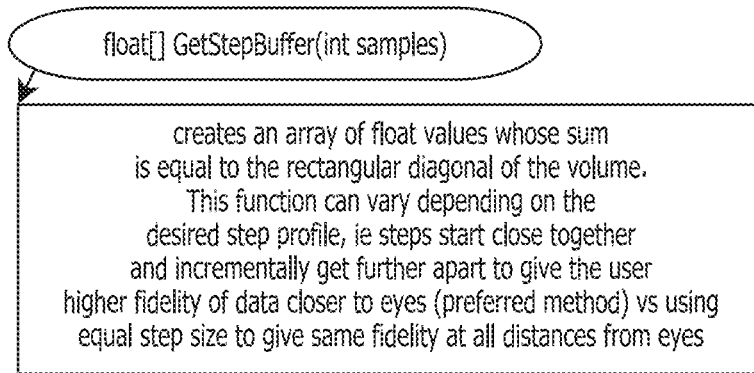 float[] GetStepBuffer(int samples)
creates an array of float values whose sum
is equal to the rectangular diagonal of the volume.
This function can vary depending on the
desired step profile, ie steps start close together
and incrementally get further apart to give the user
higher fidelity of data closer to eyes (preferred method) vs using
equal step size to give same fidelity at all distances from eyes